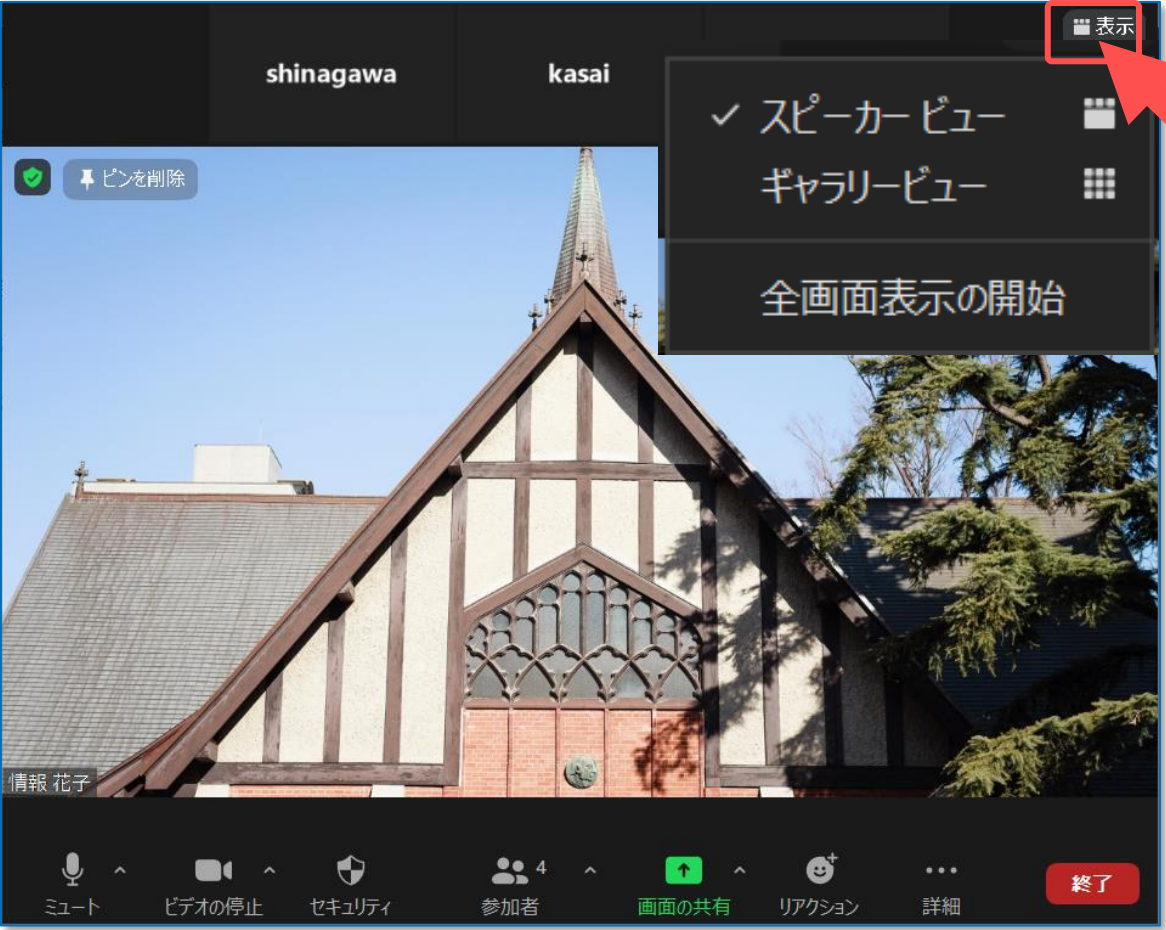 表示
shinagawa
kasai
スピーカー ビュー
ギャラリービュー
全画面表示の開始
ピンを削除
情報 花子
4
ミュート
ビデオの停止
セキュリティ
参加者
画面の共有
リアクション
詳細
終了